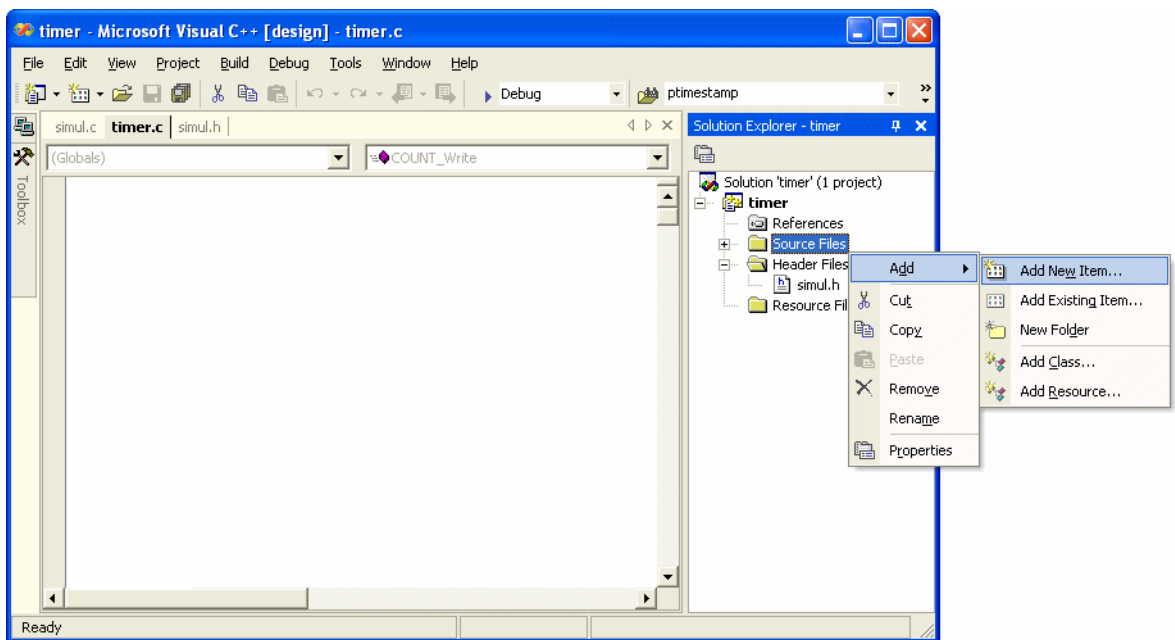 timer - Microsoft Visual C++ [design] - timer.c
File Edit View Project Build Debug Tools Window Help
Debug ptimestamp
simul.c timer.c simul.h
Solution Explorer - timer
(Globals) COUNT_Write
Toolbox
Solution 'timer' (1 project)
timer
References
Source Files
Header Files
simul.h
Resource Fil
Add
Cut
Copy
Paste
Remove
Rename
Properties
Add New Item...
Add Existing Item...
New Folder
Add Class...
Add Resource...
Ready